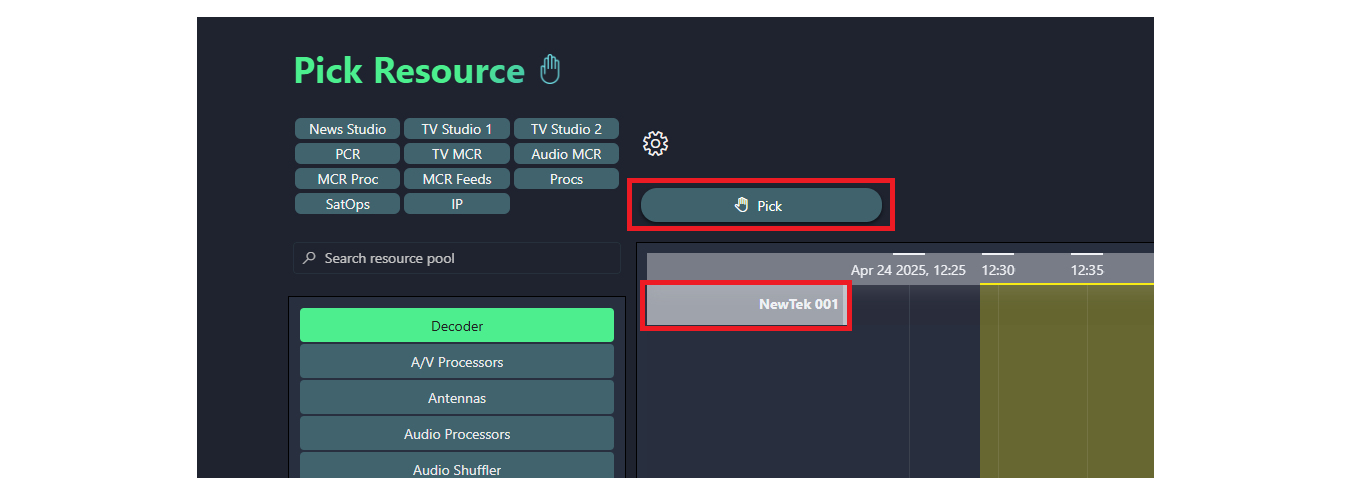 Pick Resource
News Studio TV Studio 1 TV Studio 2
PCR TV MCR Audio MCR
MCR Proc MCR Feeds Procs
SatOps IP
Pick
Search resource pool
Apr 24 2025, 12:25 12:30 12:35
NewTek 001
Decoder
A/V Processors
Antennas
Audio Processors
Audio Shuffler